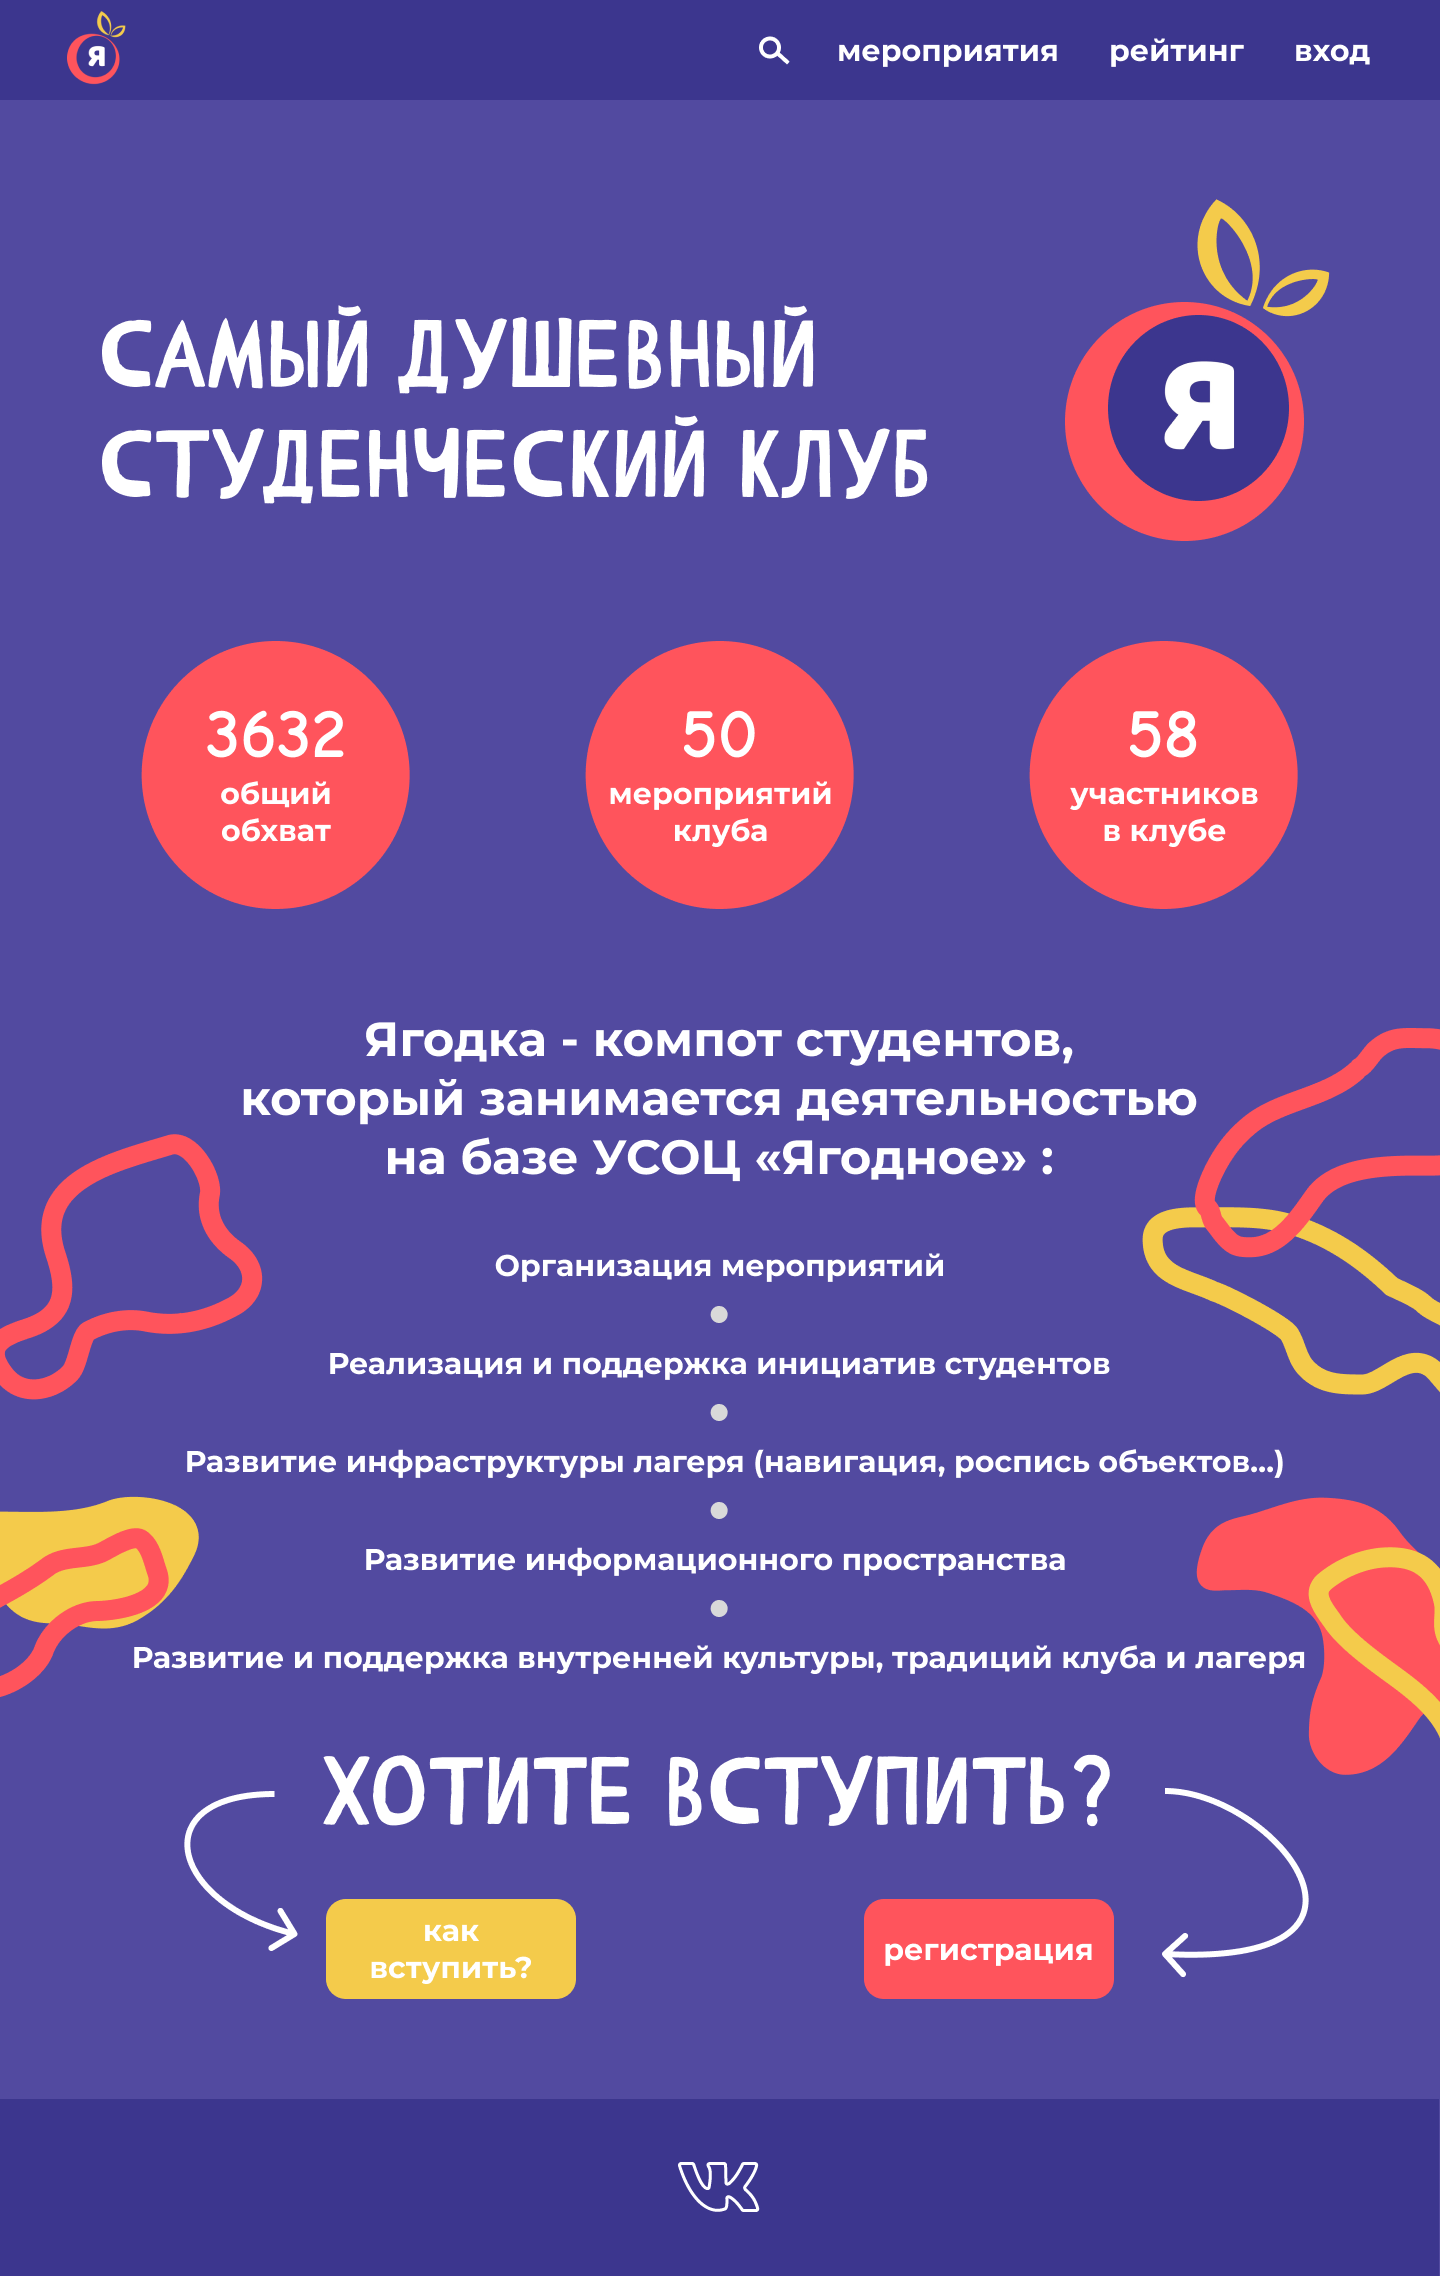 Я
мероприятия рейтинг вход
САМЫЙ ДУШЕВНЫЙ
СТУДЕНЧЕСКИЙ КЛУБ
Я
3632
общий
обхват
50
мероприятий
клуба
58
участников
в клубе
Ягодка - компот студентов,
который занимается деятельностью
на базе УСОЦ «Ягодное» :
Организация мероприятий
Реализация и поддержка инициатив студентов
Развитие инфраструктуры лагеря (навигация, роспись объектов...)
Развитие информационного пространства
Развитие и поддержка внутренней культуры, традиций клуба и лагеря
ХОТИТЕ ВСТУПИТЬ?
как
вступить?
регистрация
VK